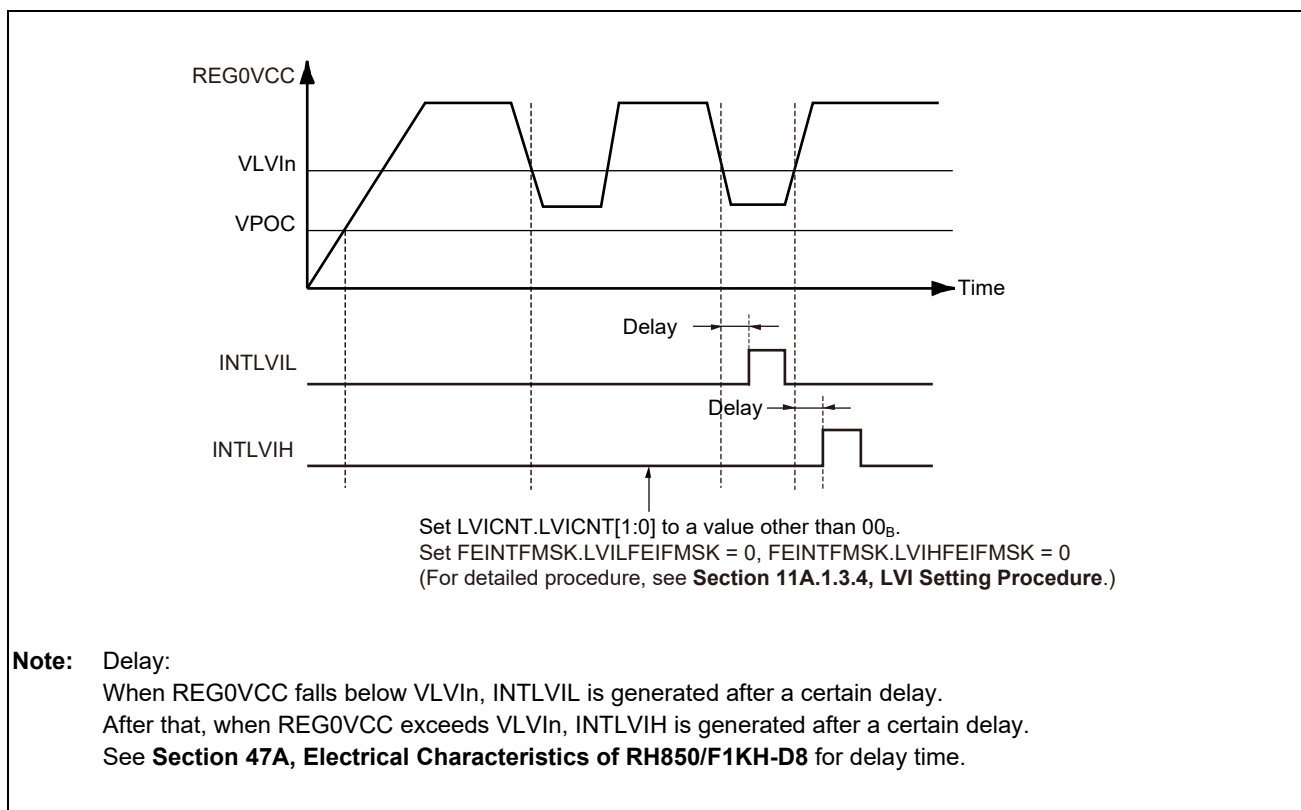 REG0VCC
VLVIn
VPOC
Time
Delay
INTLVIL
Delay
INTLVIH
Set LVICNT.LVICNT[1:0] to a value other than 00B.
Set FEINTFMSK.LVILFEIFMSK = 0, FEINTFMSK.LVIHFEIFMSK = 0
(For detailed procedure, see Section 11A.1.3.4, LVI Setting Procedure.)
Note: Delay:
When REG0VCC falls below VLVIn, INTLVIL is generated after a certain delay.
After that, when REG0VCC exceeds VLVIn, INTLVIH is generated after a certain delay.
See Section 47A, Electrical Characteristics of RH850/F1KH-D8 for delay time.